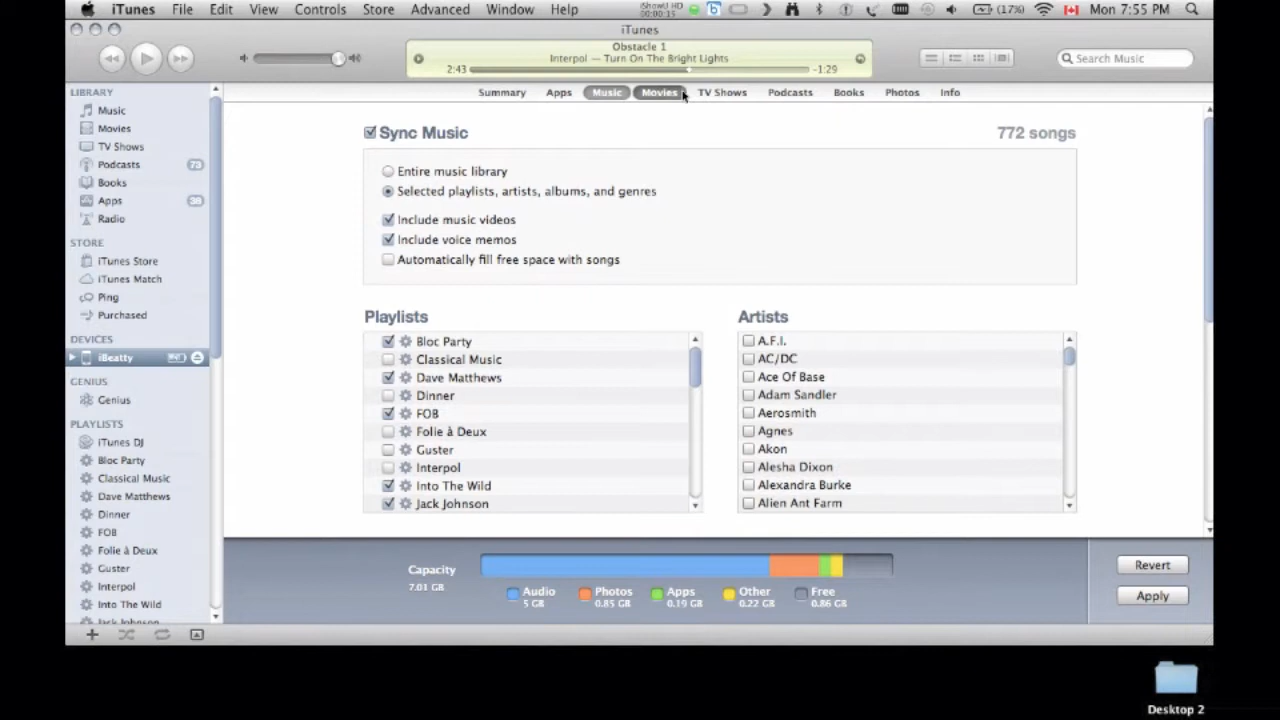 iTunes File Edit View Controls Store Advanced Window Help iShowU HD 00:00:15 (17%) Mon 7:55 PM
iTunes
Obstacle 1
Interpol — Turn On The Bright Lights
2:43 -1:29
Search Music
Summary Apps Music Movies TV Shows Podcasts Books Photos Info
LIBRARY
Music
Movies
TV Shows
Podcasts
Books
Apps
Radio
STORE
iTunes Store
iTunes Match
Ping
Purchased
DEVICES
iBeatty
GENIUS
Genius
PLAYLISTS
iTunes DJ
Bloc Party
Classical Music
Dave Matthews
Dinner
FOB
Folie à Deux
Guster
Interpol
Into The Wild
Jack Johnson
Sync Music 772 songs
Entire music library
Selected playlists, artists, albums, and genres
Include music videos
Include voice memos
Automatically fill free space with songs
Playlists
Bloc Party
Classical Music
Dave Matthews
Dinner
FOB
Folie à Deux
Guster
Interpol
Into The Wild
Jack Johnson
Artists
A.F.I.
AC/DC
Ace Of Base
Adam Sandler
Aerosmith
Agnes
Akon
Alesha Dixon
Alexandra Burke
Alien Ant Farm
Capacity
7.01 GB
Audio Photos Apps Other Free
5 GB 0.85 GB 0.19 GB 0.22 GB 0.86 GB
Revert
Apply
Desktop 2